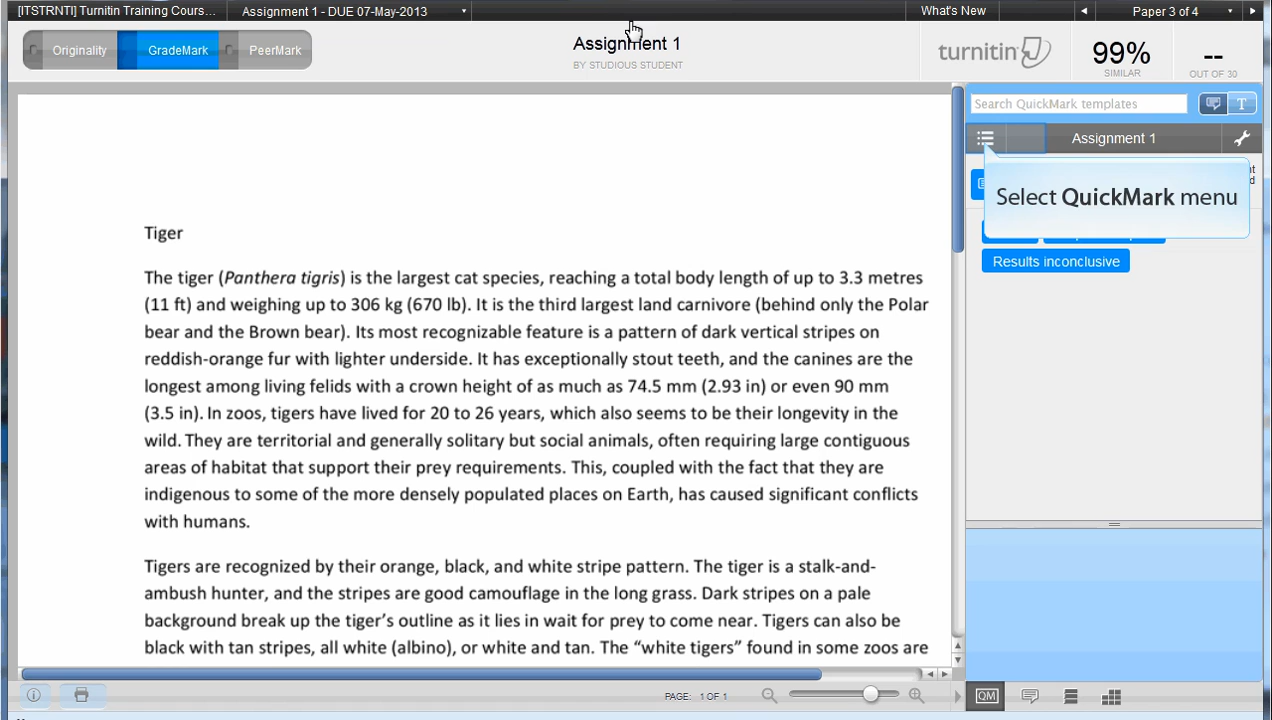 [ITSTRNTI] Turnitin Training Cours...
Assignment 1 - DUE 07-May-2013
What's New
Paper 3 of 4
Originality
GradeMark
PeerMark
Assignment 1
BY STUDIOUS STUDENT
turnitin
99%
SIMILAR
--
OUT OF 30
Search QuickMark templates
T
Assignment 1
Select QuickMark menu
Results inconclusive
Tiger
The tiger (Panthera tigris) is the largest cat species, reaching a total body length of up to 3.3 metres
(11 ft) and weighing up to 306 kg (670 lb). It is the third largest land carnivore (behind only the Polar
bear and the Brown bear). Its most recognizable feature is a pattern of dark vertical stripes on
reddish-orange fur with lighter underside. It has exceptionally stout teeth, and the canines are the
longest among living felids with a crown height of as much as 74.5 mm (2.93 in) or even 90 mm
(3.5 in). In zoos, tigers have lived for 20 to 26 years, which also seems to be their longevity in the
wild. They are territorial and generally solitary but social animals, often requiring large contiguous
areas of habitat that support their prey requirements. This, coupled with the fact that they are
indigenous to some of the more densely populated places on Earth, has caused significant conflicts
with humans.
Tigers are recognized by their orange, black, and white stripe pattern. The tiger is a stalk-and-
ambush hunter, and the stripes are good camouflage in the long grass. Dark stripes on a pale
background break up the tiger's outline as it lies in wait for prey to come near. Tigers can also be
black with tan stripes, all white (albino), or white and tan. The "white tigers" found in some zoos are
PAGE: 1 OF 1
QM